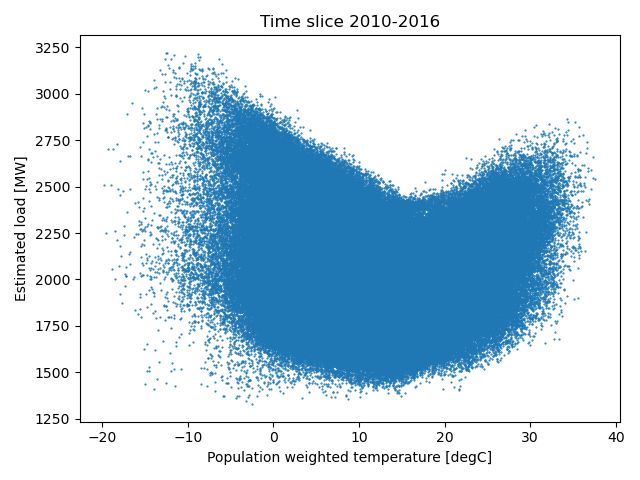 Time slice 2010-2016
Estimated load [MW]
3250
3000
2750
2500
2250
2000
1750
1500
1250
−20 −10 0 10 20 30 40
Population weighted temperature [degC]